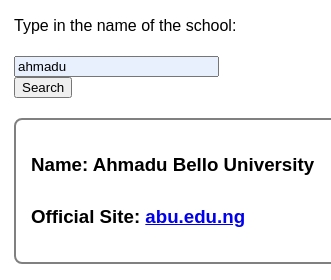 Type in the name of the school:
ahmadu
Search
Name: Ahmadu Bello University
Official Site: abu.edu.ng